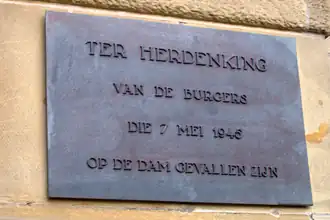 TER HERDENKING
VAN DE BURGERS
DIE 7 MEI 1945
OP DE DAM GEVALLEN ZIJN